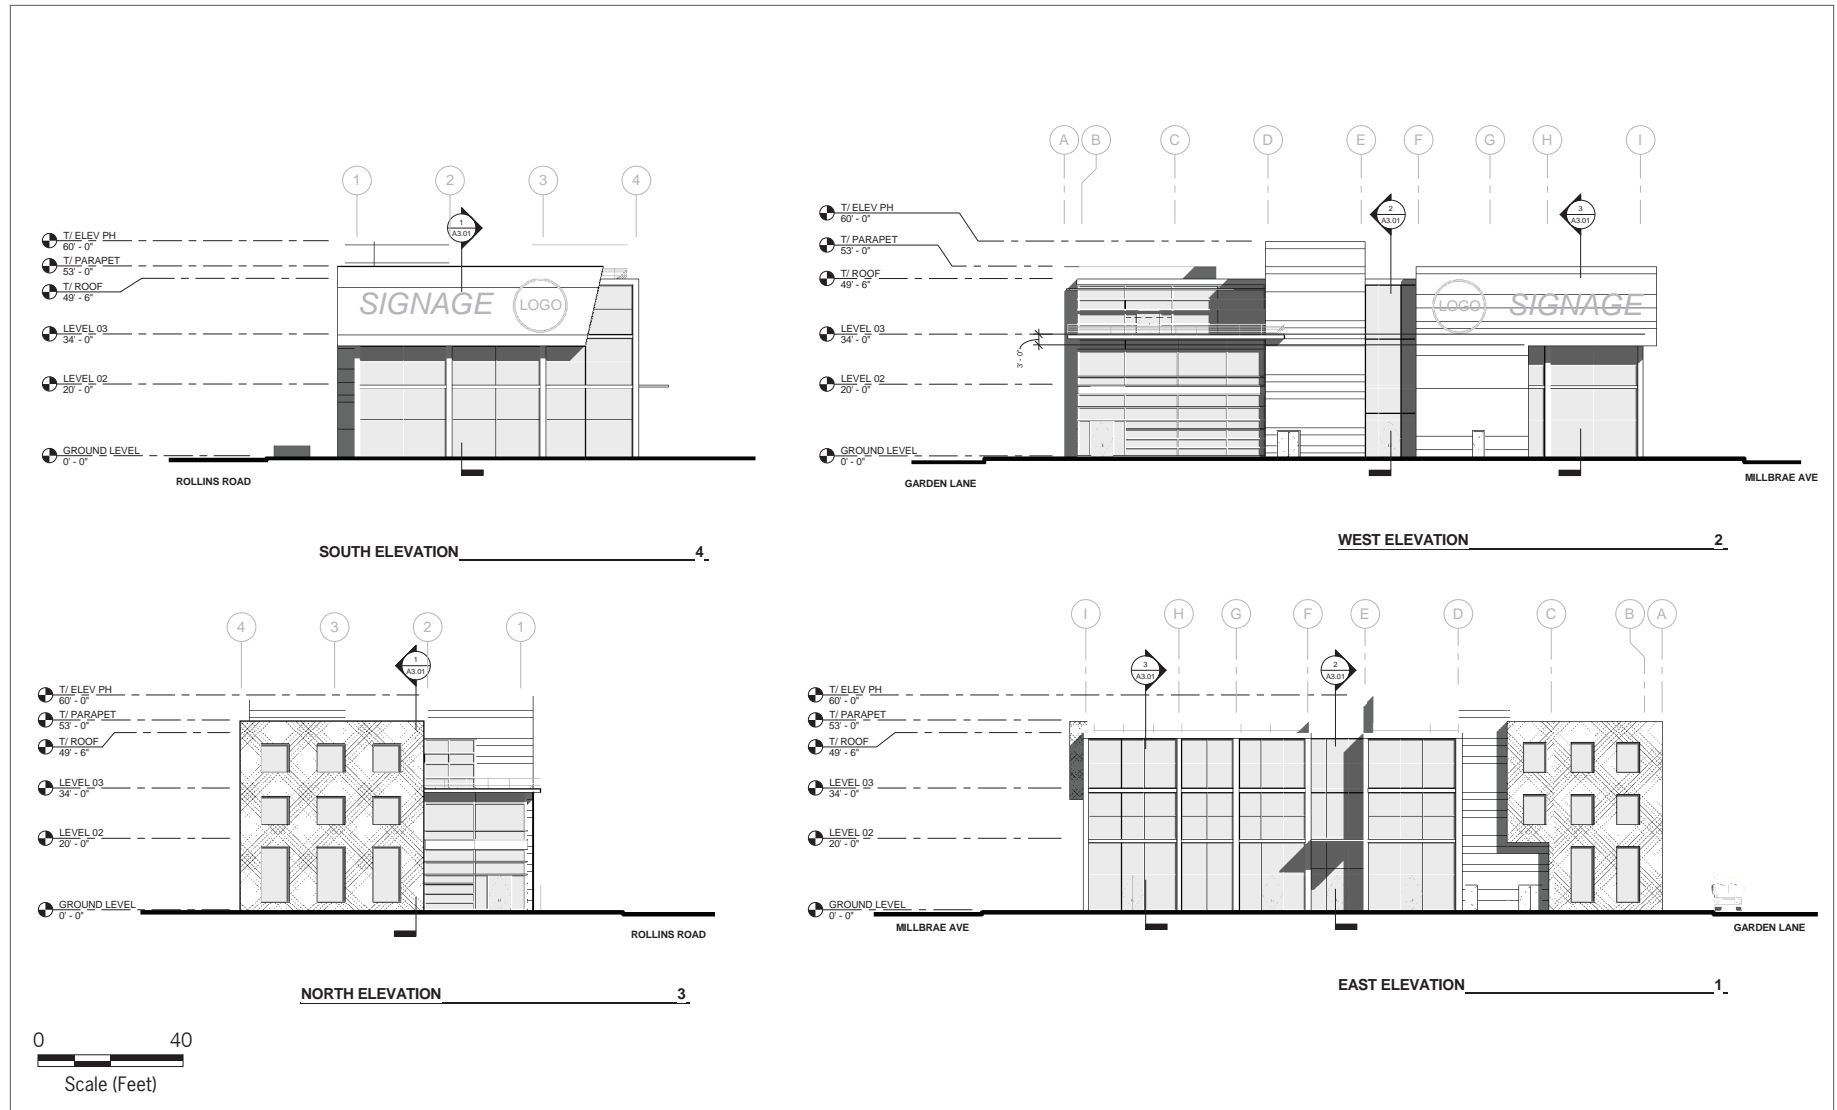 1 2 3 4
1
A3.01
T/ ELEV PH
60' - 0"
T/ PARAPET
53' - 0"
T/ ROOF
49' - 6"
LEVEL 03
34' - 0"
LEVEL 02
20' - 0"
GROUND LEVEL
0' - 0"
SIGNAGE LOGO
ROLLINS ROAD
SOUTH ELEVATION 4
A B C D E F G H I
2
A3.01
3
A3.01
T/ ELEV PH
60' - 0"
T/ PARAPET
53' - 0"
T/ ROOF
49' - 6"
LEVEL 03
34' - 0"
3' - 0"
LEVEL 02
20' - 0"
GROUND LEVEL
0' - 0"
LOGO SIGNAGE
GARDEN LANE
MILLBRAE AVE
WEST ELEVATION 2
4 3 2 1
1
A3.01
T/ ELEV PH
60' - 0"
T/ PARAPET
53' - 0"
T/ ROOF
49' - 6"
LEVEL 03
34' - 0"
LEVEL 02
20' - 0"
GROUND LEVEL
0' - 0"
ROLLINS ROAD
NORTH ELEVATION 3
I H G F E D C B A
3
A3.01
2
A3.01
T/ ELEV PH
60' - 0"
T/ PARAPET
53' - 0"
T/ ROOF
49' - 6"
LEVEL 03
34' - 0"
LEVEL 02
20' - 0"
GROUND LEVEL
0' - 0"
MILLBRAE AVE
GARDEN LANE
EAST ELEVATION 1
0 40
Scale (Feet)